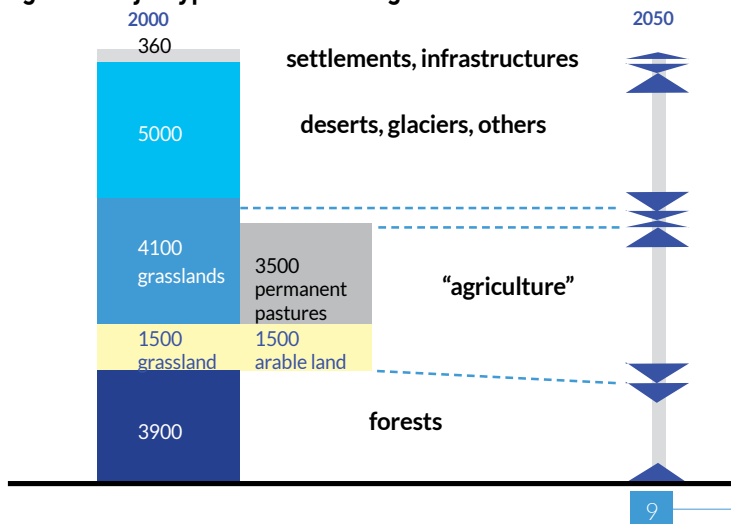 2000
2050
360
settlements, infrastructures
5000
deserts, glaciers, others
4100
grasslands
3500
permanent
pastures
“agriculture”
1500
grassland
1500
arable land
3900
forests
9